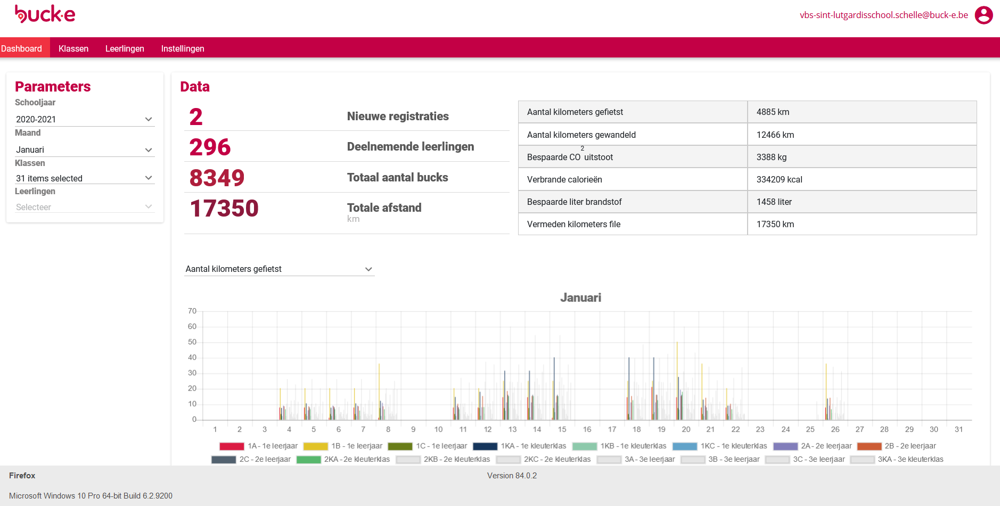 buck-e
vbs-sint-lutgardisschool.schelle@buck-e.be
Dashboard Klassen Leerlingen Instellingen
Parameters
Schooljaar
2020-2021
Maand
Januari
Klassen
31 items selected
Leerlingen
Selecteer
Data
2 Nieuwe registraties
296 Deelnemende leerlingen
8349 Totaal aantal bucks
17350 Totale afstand
km
Aantal kilometers gefietst 4885 km
Aantal kilometers gewandeld 12466 km
Bespaarde CO2 uitstoot 3388 kg
Verbrande calorieën 334209 kcal
Bespaarde liter brandstof 1458 liter
Vermeden kilometers file 17350 km
Aantal kilometers gefietst
Januari
70
60
50
40
30
20
10
0
1 2 3 4 5 6 7 8 9 10 11 12 13 14 15 16 17 18 19 20 21 22 23 24 25 26 27 28 29 30 31
1A - 1e leerjaar 1B - 1e leerjaar 1C - 1e leerjaar 1KA - 1e kleuterklas 1KB - 1e kleuterklas 1KC - 1e kleuterklas 2A - 2e leerjaar 2B - 2e leerjaar
2C - 2e leerjaar 2KA - 2e kleuterklas 2KB - 2e kleuterklas 2KC - 2e kleuterklas 3A - 3e leerjaar 3B - 3e leerjaar 3C - 3e leerjaar 3KA - 3e kleuterklas
Firefox Version 84.0.2
Microsoft Windows 10 Pro 64-bit Build 6.2.9200